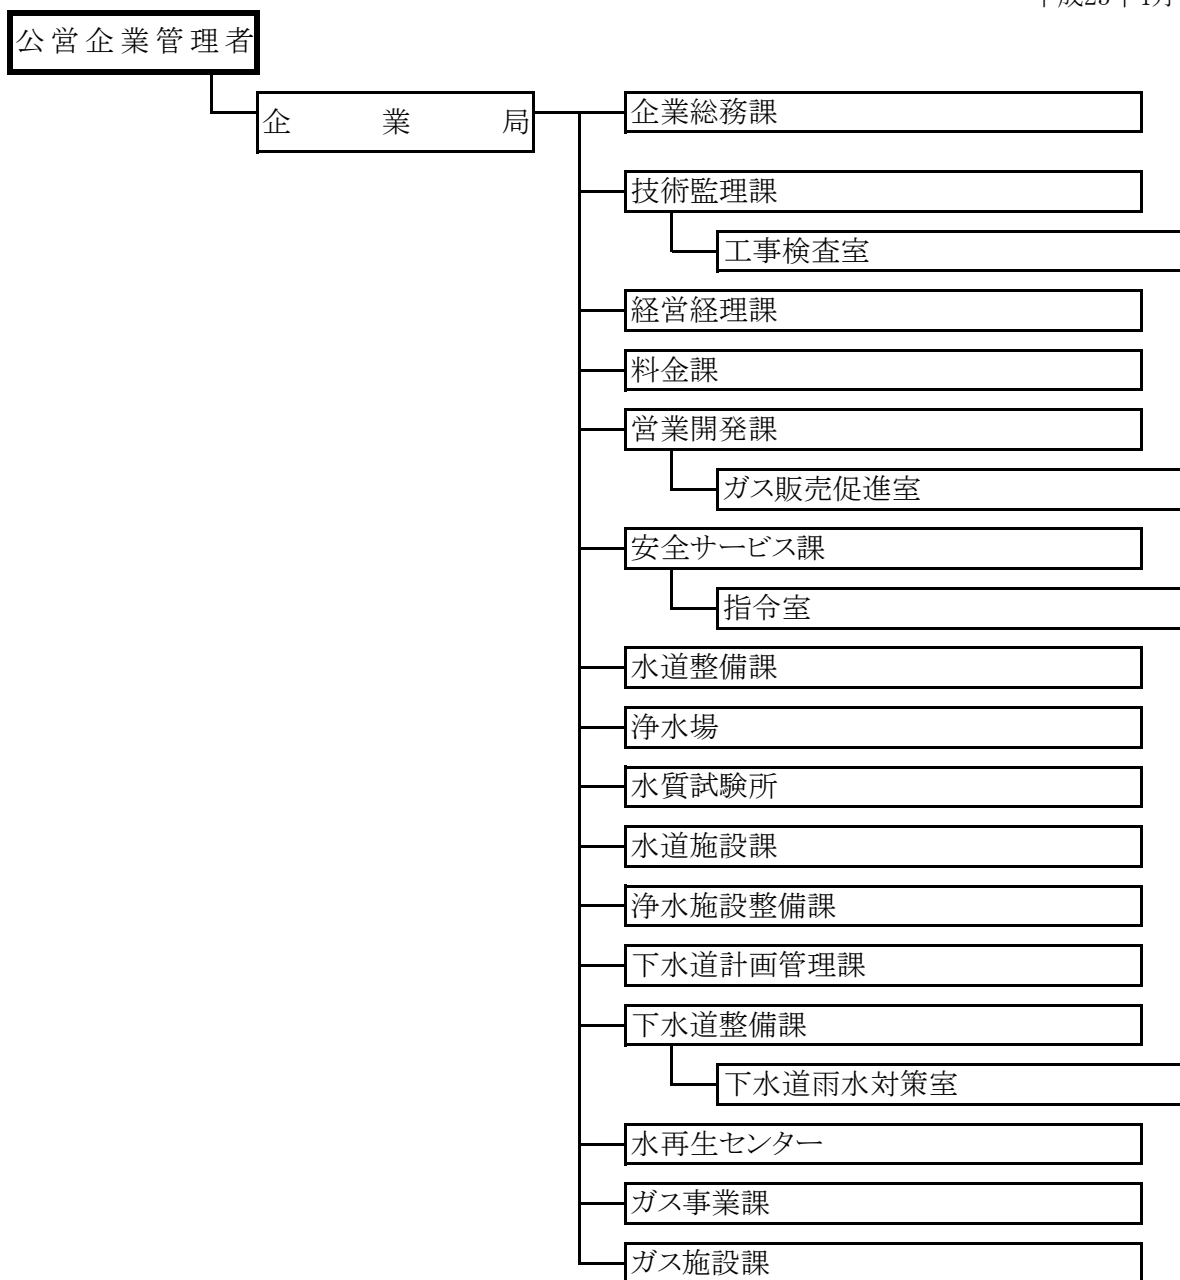 公営企業管理者
企業局
企業総務課
技術監理課
工事検査室
経営経理課
料金課
営業開発課
ガス販売促進室
安全サービス課
指令室
水道整備課
浄水場
水質試験所
水道施設課
浄水施設整備課
下水道計画管理課
下水道整備課
下水道雨水対策室
水再生センター
ガス事業課
ガス施設課